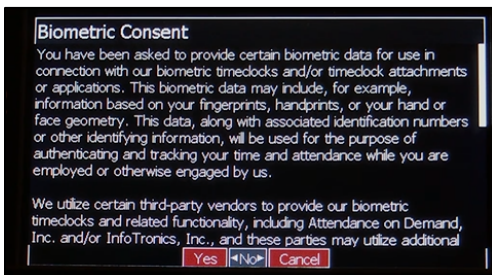 Biometric Consent
You have been asked to provide certain biometric data for use in
connection with our biometric timeclocks and/or timeclock attachments
or applications. This biometric data may include, for example,
information based on your fingerprints, handprints, or your hand or
face geometry. This data, along with associated identification numbers
or other identifying information, will be used for the purpose of
authenticating and tracking your time and attendance while you are
employed or otherwise engaged by us.
We utilize certain third-party vendors to provide our biometric
timeclocks and related functionality, including Attendance on Demand,
Inc. and/or InfoTronics, Inc., and these parties may utilize additional
Yes ◄No► Cancel